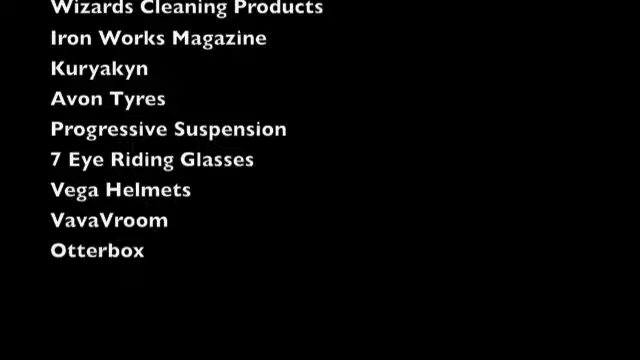 Wizards Cleaning Products
Iron Works Magazine
Kuryakyn
Avon Tyres
Progressive Suspension
7 Eye Riding Glasses
Vega Helmets
VavaVroom
Otterbox